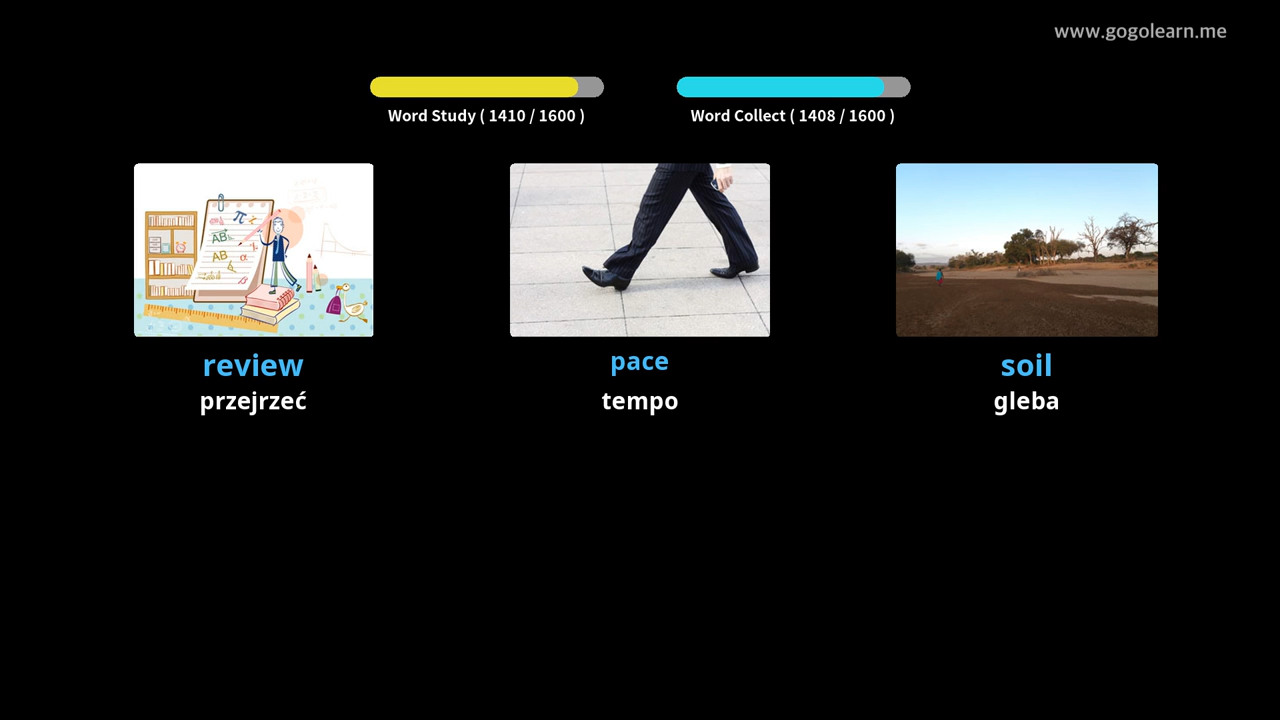 www.gogolearn.me
Word Study ( 1410 / 1600 )
Word Collect ( 1408 / 1600 )
review
przejrzeć
pace
tempo
soil
gleba